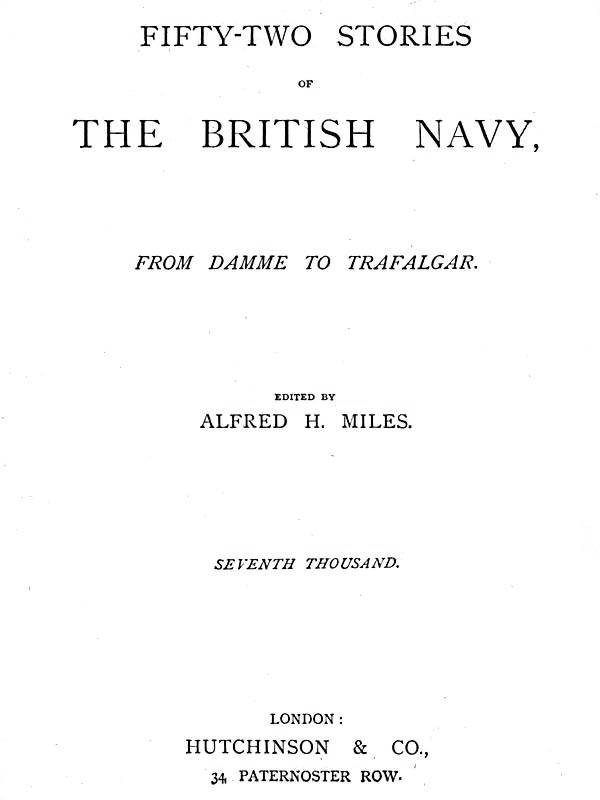 FIFTY-TWO STORIES
OF
THE BRITISH NAVY,
FROM DAMME TO TRAFALGAR.
EDITED BY
ALFRED H. MILES.
SEVENTH THOUSAND.
LONDON:
HUTCHINSON & CO.,
34, PATERNOSTER ROW.